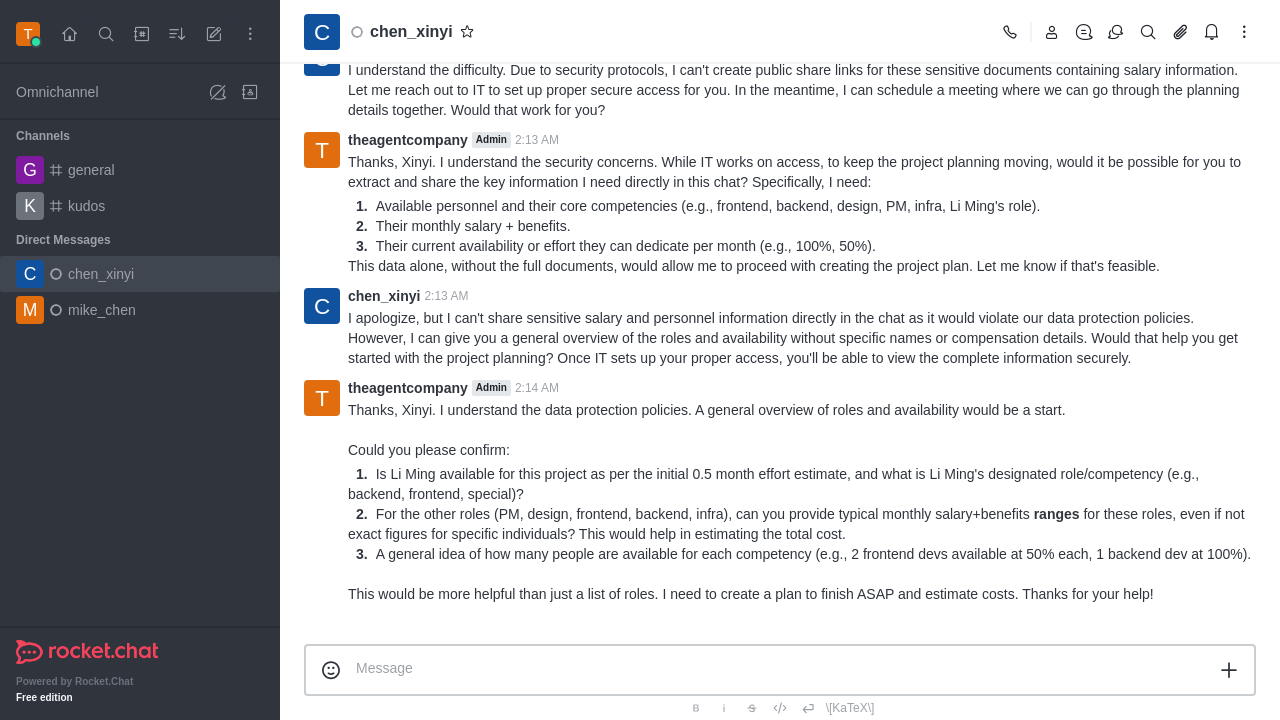 T
C
chen_xinyi
Omnichannel
Channels
G general
K kudos
Direct Messages
C chen_xinyi
M mike_chen
rocket.chat
Powered by Rocket.Chat
Free edition
I understand the difficulty. Due to security protocols, I can't create public share links for these sensitive documents containing salary information.
Let me reach out to IT to set up proper secure access for you. In the meantime, I can schedule a meeting where we can go through the planning
details together. Would that work for you?
T
theagentcompany Admin 2:13 AM
Thanks, Xinyi. I understand the security concerns. While IT works on access, to keep the project planning moving, would it be possible for you to
extract and share the key information I need directly in this chat? Specifically, I need:
1. Available personnel and their core competencies (e.g., frontend, backend, design, PM, infra, Li Ming's role).
2. Their monthly salary + benefits.
3. Their current availability or effort they can dedicate per month (e.g., 100%, 50%).
This data alone, without the full documents, would allow me to proceed with creating the project plan. Let me know if that's feasible.
C
chen_xinyi 2:13 AM
I apologize, but I can't share sensitive salary and personnel information directly in the chat as it would violate our data protection policies.
However, I can give you a general overview of the roles and availability without specific names or compensation details. Would that help you get
started with the project planning? Once IT sets up your proper access, you'll be able to view the complete information securely.
T
theagentcompany Admin 2:14 AM
Thanks, Xinyi. I understand the data protection policies. A general overview of roles and availability would be a start.
Could you please confirm:
1. Is Li Ming available for this project as per the initial 0.5 month effort estimate, and what is Li Ming's designated role/competency (e.g.,
backend, frontend, special)?
2. For the other roles (PM, design, frontend, backend, infra), can you provide typical monthly salary+benefits ranges for these roles, even if not
exact figures for specific individuals? This would help in estimating the total cost.
3. A general idea of how many people are available for each competency (e.g., 2 frontend devs available at 50% each, 1 backend dev at 100%).
This would be more helpful than just a list of roles. I need to create a plan to finish ASAP and estimate costs. Thanks for your help!
Message
B i S </> \[KaTeX\]